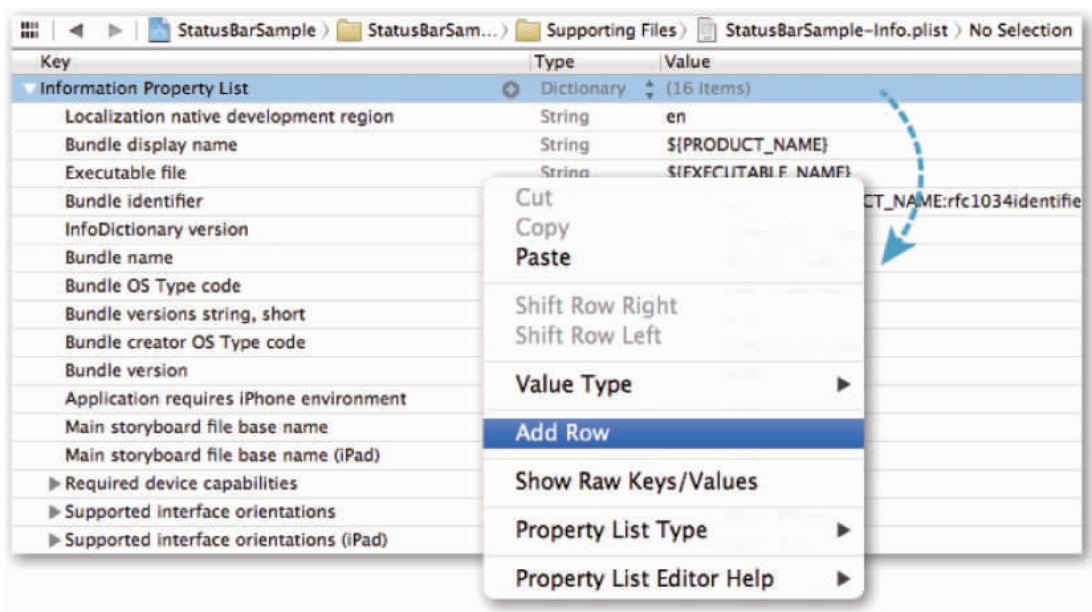 StatusBarSample StatusBarSam... Supporting Files StatusBarSample-Info.plist No Selection
Key Type Value
Information Property List Dictionary (16 items)
Localization native development region String en
Bundle display name String ${PRODUCT_NAME}
Executable file String ${EXECUTABLE_NAME}
Bundle identifier CT_NAME:rfc1034identifie
InfoDictionary version
Bundle name
Bundle OS Type code
Bundle versions string, short
Bundle creator OS Type code
Bundle version
Application requires iPhone environment
Main storyboard file base name
Main storyboard file base name (iPad)
Required device capabilities
Supported interface orientations
Supported interface orientations (iPad)
Cut
Copy
Paste
Shift Row Right
Shift Row Left
Value Type
Add Row
Show Raw Keys/Values
Property List Type
Property List Editor Help